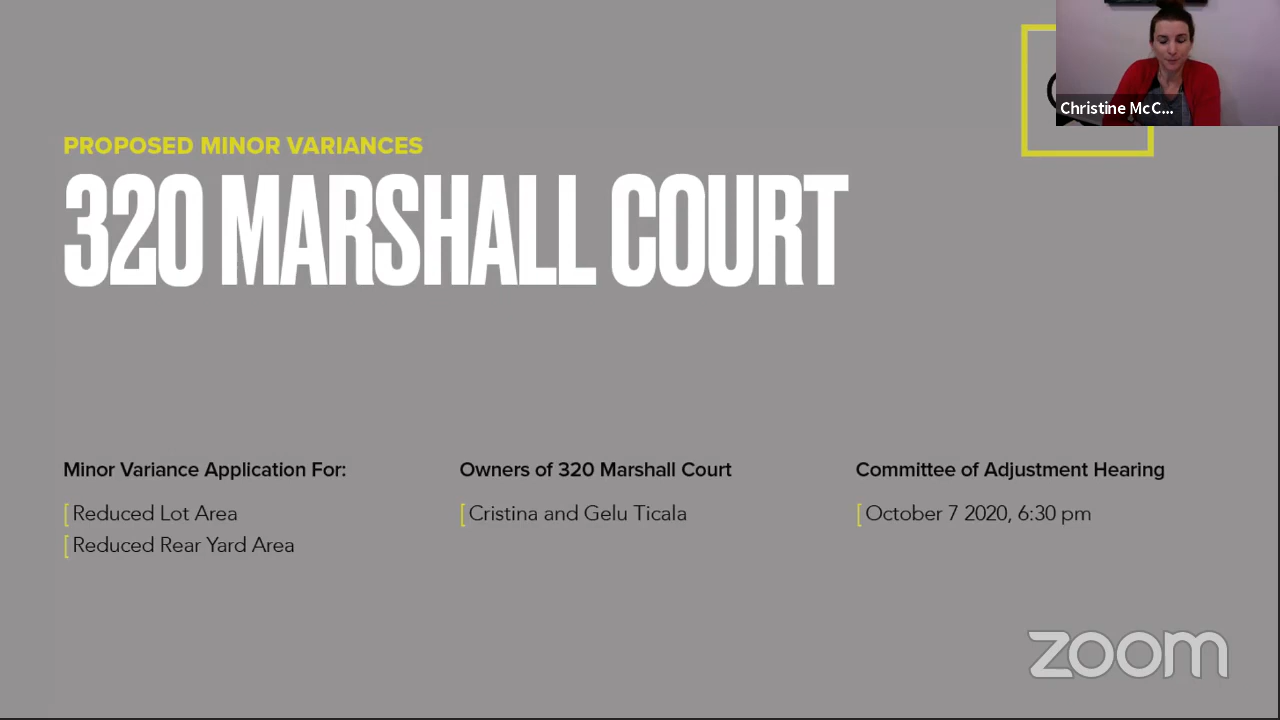 Christine McC...
PROPOSED MINOR VARIANCES
320 MARSHALL COURT
Minor Variance Application For:
[ Reduced Lot Area
[ Reduced Rear Yard Area
Owners of 320 Marshall Court
[ Cristina and Gelu Ticala
Committee of Adjustment Hearing
[ October 7 2020, 6:30 pm
zoom